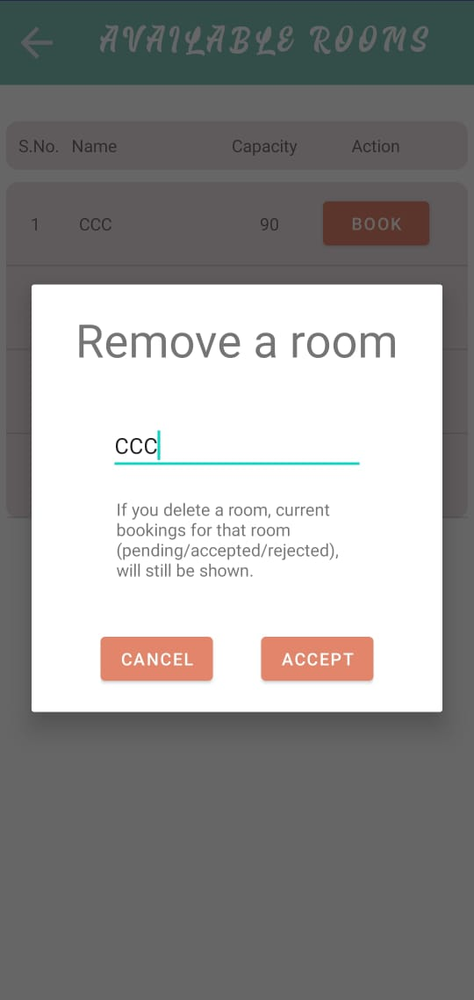 AVAILABLE ROOMS
S.No. Name Capacity Action
1 CCC 90 BOOK
Remove a room
CCC
If you delete a room, current
bookings for that room
(pending/accepted/rejected),
will still be shown.
CANCEL ACCEPT